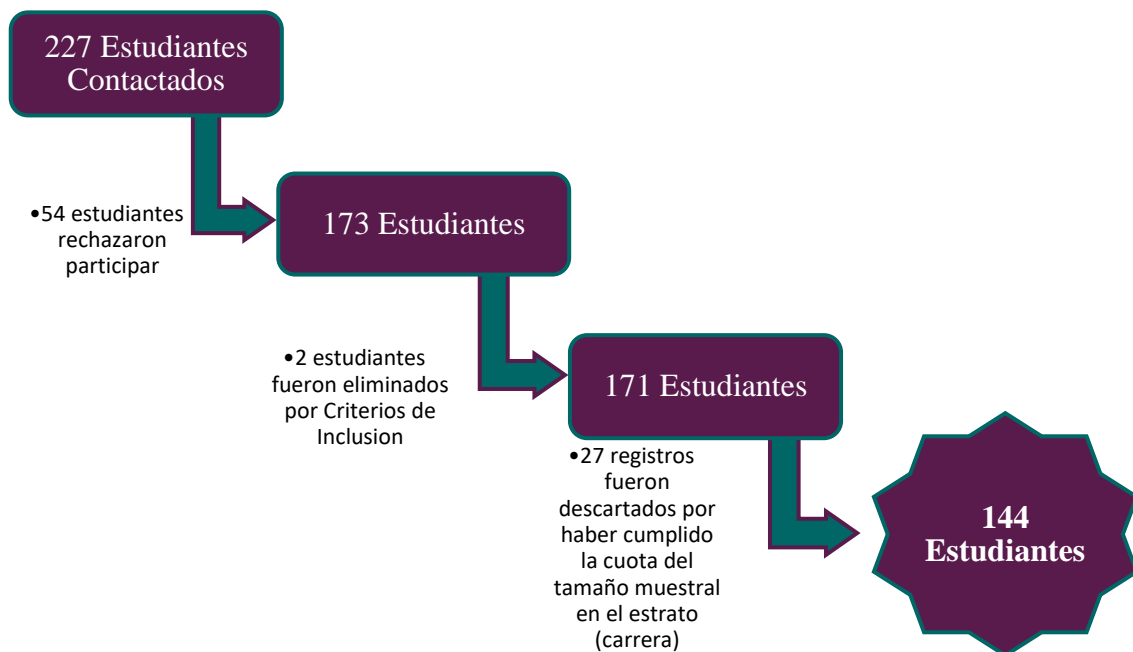 227 Estudiantes
Contactados
•54 estudiantes
rechazaron
participar
173 Estudiantes
•2 estudiantes
fueron eliminados
por Criterios de
Inclusion
171 Estudiantes
•27 registros
fueron
descartados por
haber cumplido
la cuota del
tamaño muestral
en el estrato
(carrera)
144
Estudiantes